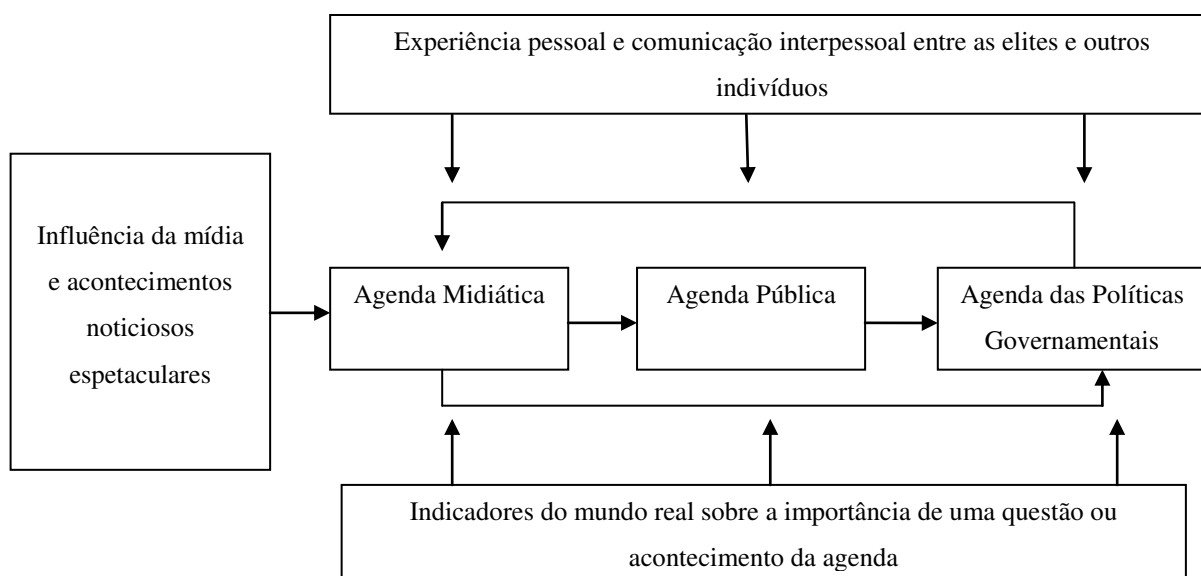 Experiência pessoal e comunicação interpessoal entre as elites e outros
indivíduos
Influência da mídia
e acontecimentos
noticiosos
espetaculares
Agenda Midiática
Agenda Pública
Agenda das Políticas
Governamentais
Indicadores do mundo real sobre a importância de uma questão ou
acontecimento da agenda